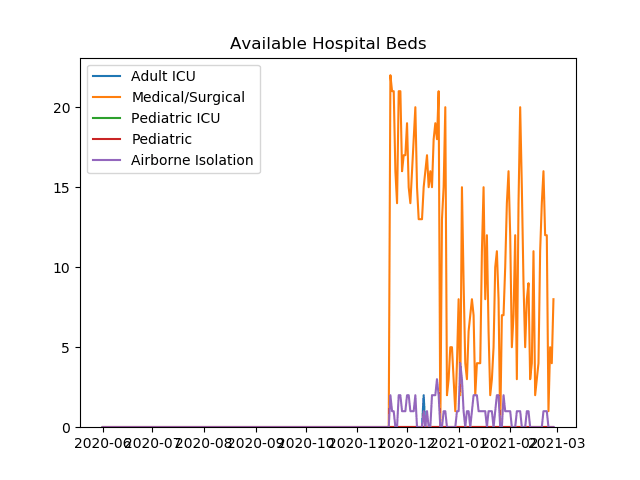 Available Hospital Beds
Adult ICU
Medical/Surgical
Pediatric ICU
Pediatric
Airborne Isolation
20
15
10
5
0
2020-06 2020-07 2020-08 2020-09 2020-10 2020-11 2020-12 2021-01 2021-02 2021-03